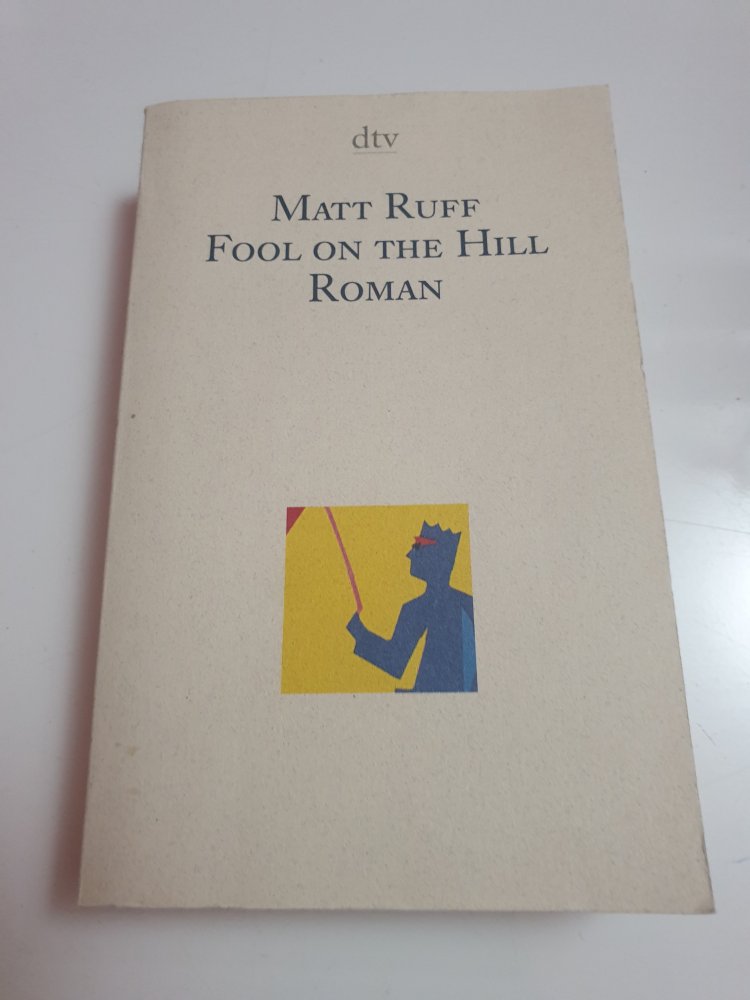 dtv
Matt Ruff
Fool on the Hill
Roman